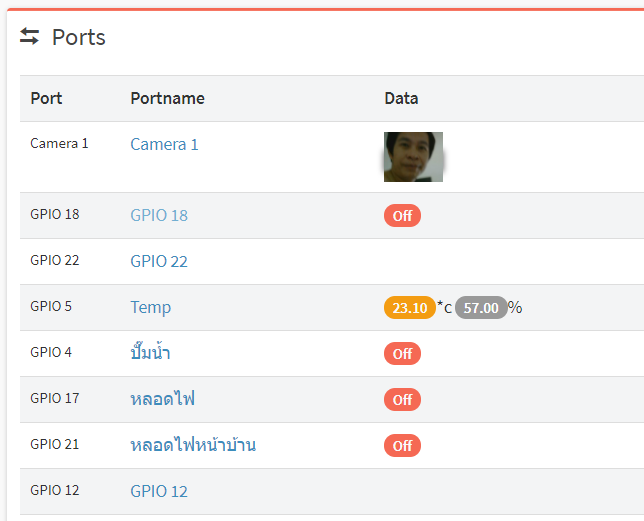 Ports
Port Portname Data
Camera 1 Camera 1
GPIO 18 GPIO 18 Off
GPIO 22 GPIO 22
GPIO 5 Temp 23.10 *c 57.00 %
GPIO 4 ปั๊มน้ำ Off
GPIO 17 หลอดไฟ Off
GPIO 21 หลอดไฟหน้าบ้าน Off
GPIO 12 GPIO 12